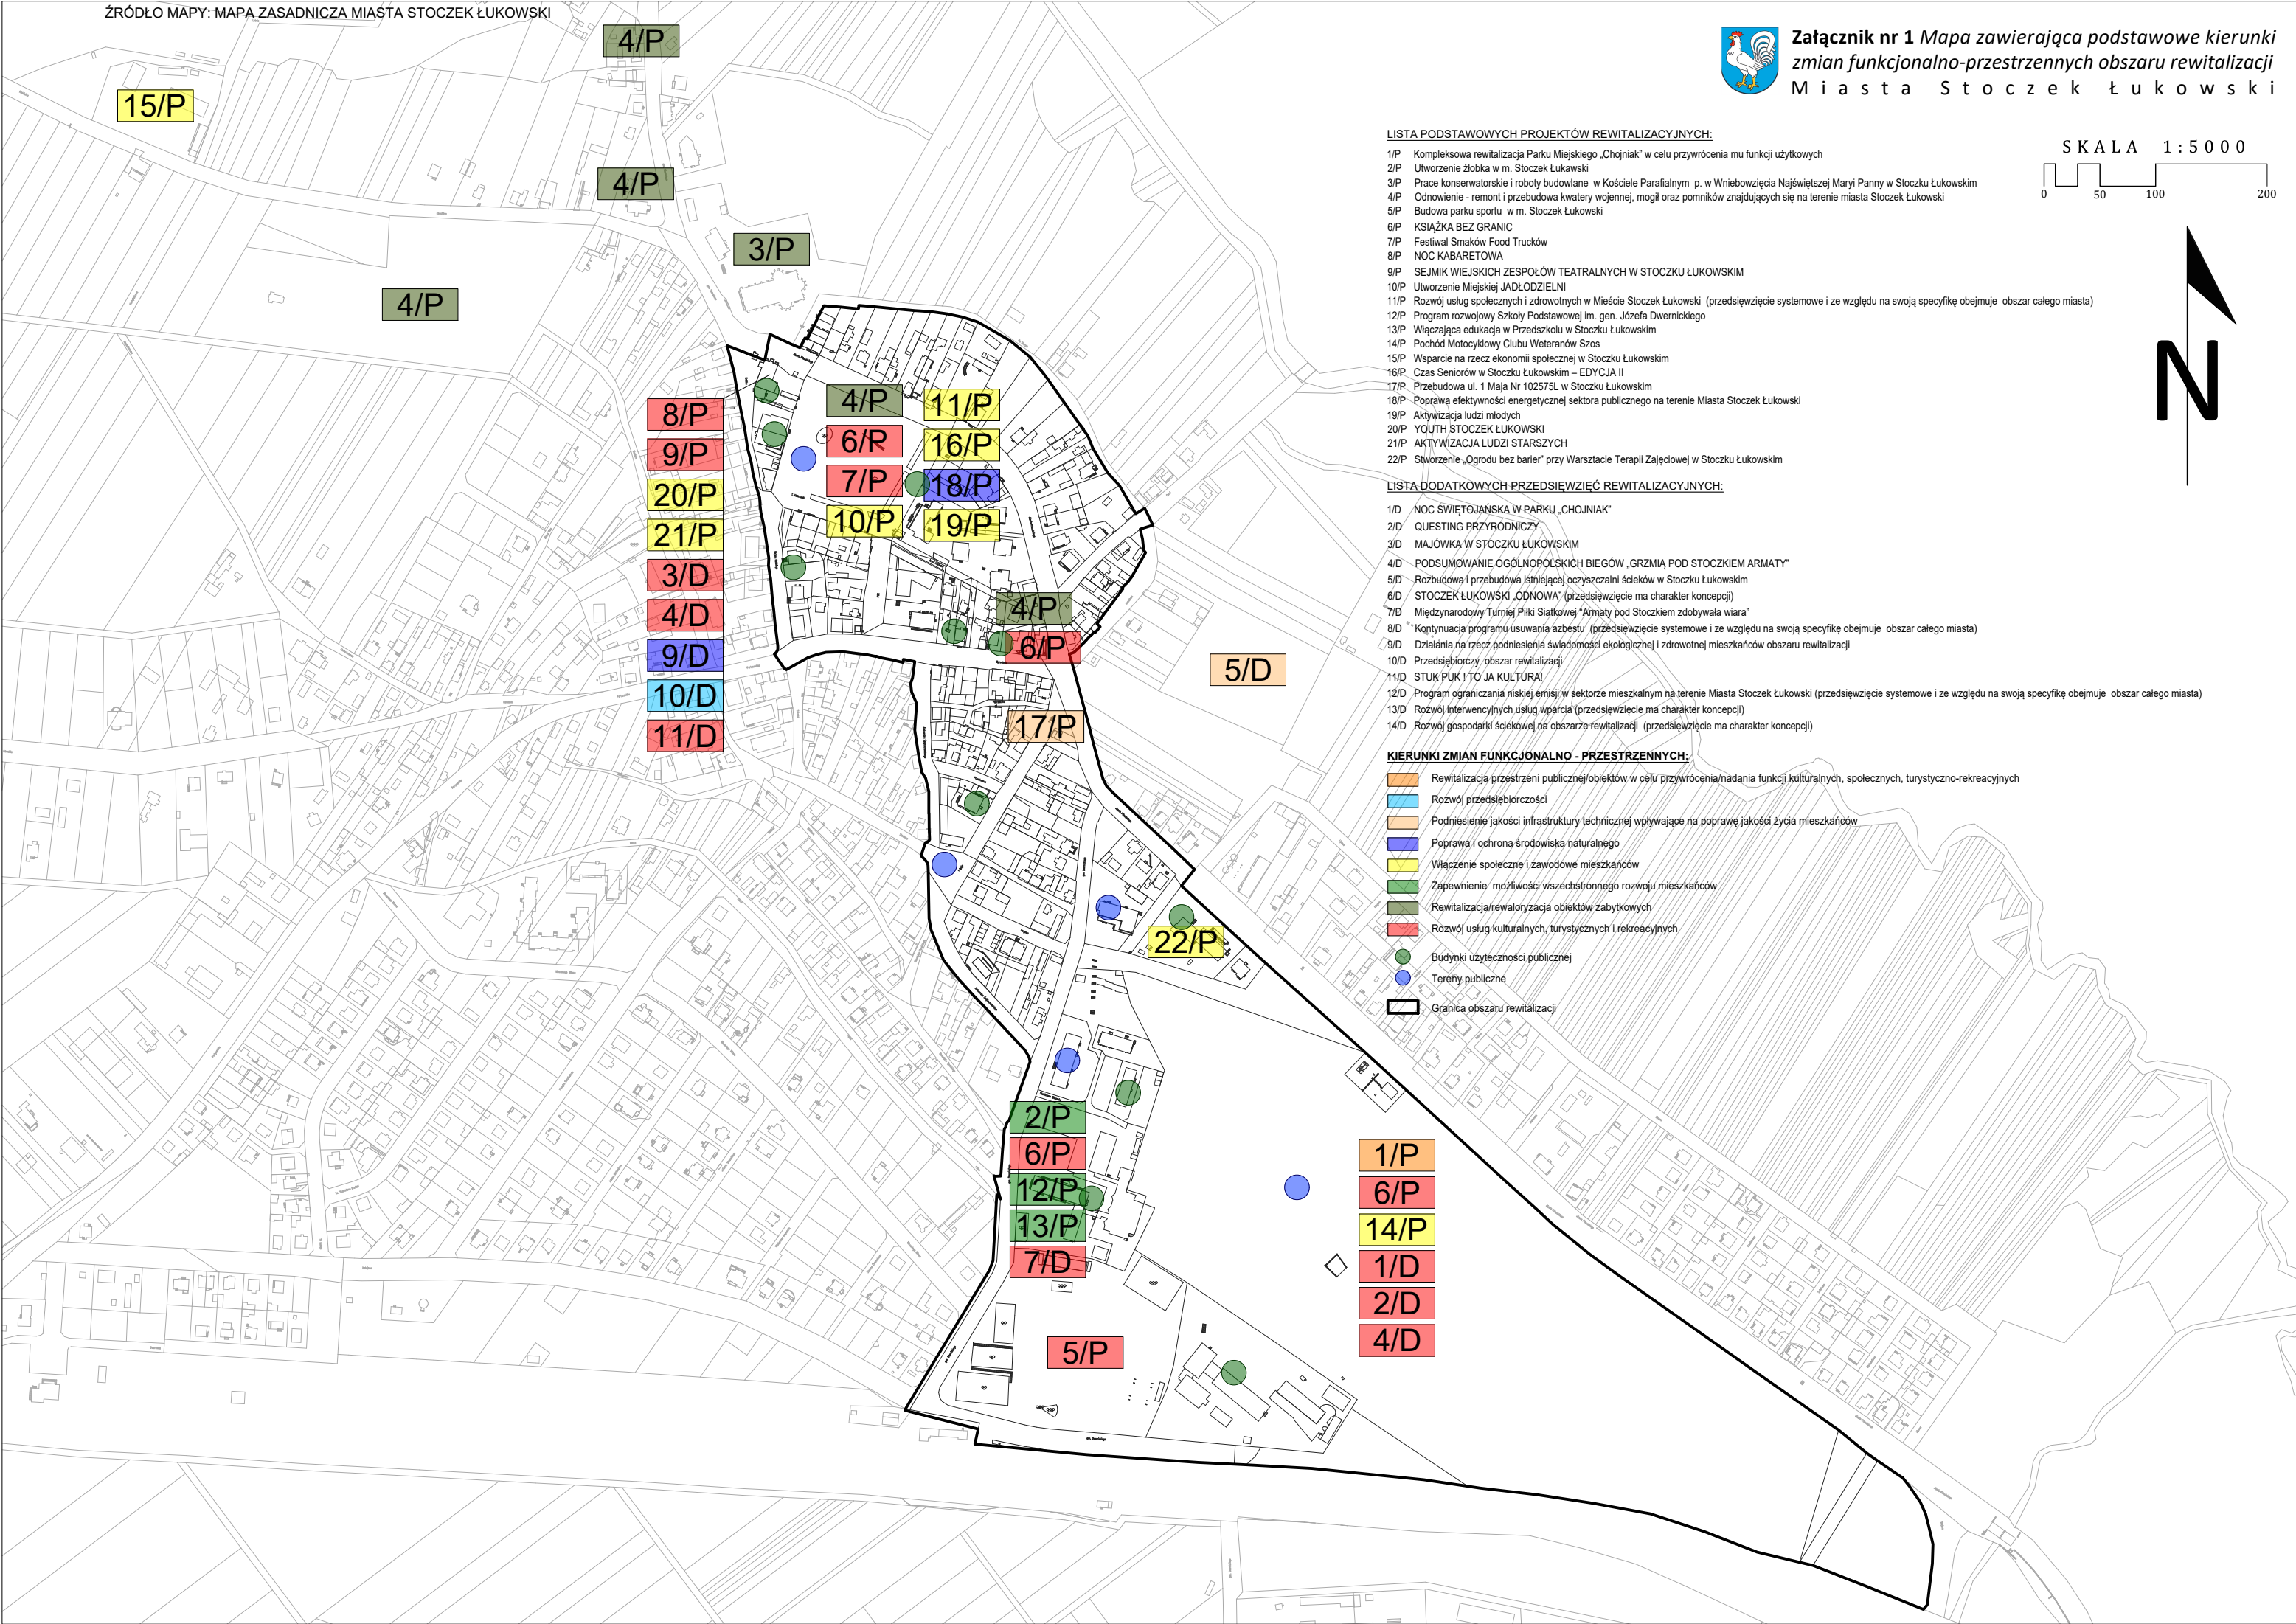 ŹRÓDŁO MAPY: MAPA ZASADNICZA MIASTA STOCZEK ŁUKOWSKI
Załącznik nr 1 Mapa zawierająca podstawowe kierunki
zmian funkcjonalno-przestrzennych obszaru rewitalizacji
Miasta Stoczek Łukowski
SKALA 1:5000
0 50 100 200
N
LISTA PODSTAWOWYCH PROJEKTÓW REWITALIZACYJNYCH:
1/P Kompleksowa rewitalizacja Parku Miejskiego „Chojniak” w celu przywrócenia mu funkcji użytkowych
2/P Utworzenie żłobka w m. Stoczek Łukawski
3/P Prace konserwatorskie i roboty budowlane w Kościele Parafialnym p. w Wniebowzięcia Najświętszej Maryi Panny w Stoczku Łukowskim
4/P Odnowienie - remont i przebudowa kwatery wojennej, mogił oraz pomników znajdujących się na terenie miasta Stoczek Łukowski
5/P Budowa parku sportu w m. Stoczek Łukowski
6/P KSIĄŻKA BEZ GRANIC
7/P Festiwal Smaków Food Trucków
8/P NOC KABARETOWA
9/P SEJMIK WIEJSKICH ZESPOŁÓW TEATRALNYCH W STOCZKU ŁUKOWSKIM
10/P Utworzenie Miejskiej JADŁODZIELNI
11/P Rozwój usług społecznych i zdrowotnych w Mieście Stoczek Łukowski (przedsięwzięcie systemowe i ze względu na swoją specyfikę obejmuje obszar całego miasta)
12/P Program rozwojowy Szkoły Podstawowej im. gen. Józefa Dwernickiego
13/P Włączająca edukacja w Przedszkolu w Stoczku Łukowskim
14/P Pochód Motocyklowy Clubu Weteranów Szos
15/P Wsparcie na rzecz ekonomii społecznej w Stoczku Łukowskim
16/P Czas Seniorów w Stoczku Łukowskim – EDYCJA II
17/P Przebudowa ul. 1 Maja Nr 102575L w Stoczku Łukowskim
18/P Poprawa efektywności energetycznej sektora publicznego na terenie Miasta Stoczek Łukowski
19/P Aktywizacja ludzi młodych
20/P YOUTH STOCZEK ŁUKOWSKI
21/P AKTYWIZACJA LUDZI STARSZYCH
22/P Stworzenie „Ogrodu bez barier” przy Warsztacie Terapii Zajęciowej w Stoczku Łukowskim
LISTA DODATKOWYCH PRZEDSIĘWZIĘĆ REWITALIZACYJNYCH:
1/D NOC ŚWIĘTOJAŃSKA W PARKU „CHOJNIAK”
2/D QUESTING PRZYRODNICZY
3/D MAJÓWKA W STOCZKU ŁUKOWSKIM
4/D PODSUMOWANIE OGÓLNOPOLSKICH BIEGÓW „GRZMIĄ POD STOCZKIEM ARMATY”
5/D Rozbudowa i przebudowa istniejącej oczyszczalni ścieków w Stoczku Łukowskim
6/D STOCZEK ŁUKOWSKI „ODNOWA” (przedsięwzięcie ma charakter koncepcji)
7/D Międzynarodowy Turniej Piłki Siatkowej "Armaty pod Stoczkiem zdobywała wiara”
8/D Kontynuacja programu usuwania azbestu (przedsięwzięcie systemowe i ze względu na swoją specyfikę obejmuje obszar całego miasta)
9/D Działania na rzecz podniesienia świadomości ekologicznej i zdrowotnej mieszkańców obszaru rewitalizacji
10/D Przedsiębiorczy obszar rewitalizacji
11/D STUK PUK ! TO JA KULTURA!
12/D Program ograniczania niskiej emisji w sektorze mieszkalnym na terenie Miasta Stoczek Łukowski (przedsięwzięcie systemowe i ze względu na swoją specyfikę obejmuje obszar całego miasta)
13/D Rozwój interwencyjnych usług wparcia (przedsięwzięcie ma charakter koncepcji)
14/D Rozwój gospodarki ściekowej na obszarze rewitalizacji (przedsięwzięcie ma charakter koncepcji)
KIERUNKI ZMIAN FUNKCJONALNO - PRZESTRZENNYCH:
Rewitalizacja przestrzeni publicznej/obiektów w celu przywrócenia/nadania funkcji kulturalnych, społecznych, turystyczno-rekreacyjnych
Rozwój przedsiębiorczości
Podniesienie jakości infrastruktury technicznej wpływające na poprawę jakości życia mieszkańców
Poprawa i ochrona środowiska naturalnego
Włączenie społeczne i zawodowe mieszkańców
Zapewnienie możliwości wszechstronnego rozwoju mieszkańców
Rewitalizacja/rewaloryzacja obiektów zabytkowych
Rozwój usług kulturalnych, turystycznych i rekreacyjnych
Budynki użyteczności publicznej
Tereny publiczne
Granica obszaru rewitalizacji
4/P
15/P
4/P
3/P
4/P
8/P
9/P
20/P
21/P
3/D
4/D
9/D
10/D
11/D
4/P
6/P
7/P
10/P
11/P
16/P
18/P
19/P
4/P
6/P
5/D
17/P
22/P
2/P
6/P
12/P
13/P
7/D
5/P
1/P
6/P
14/P
1/D
2/D
4/D